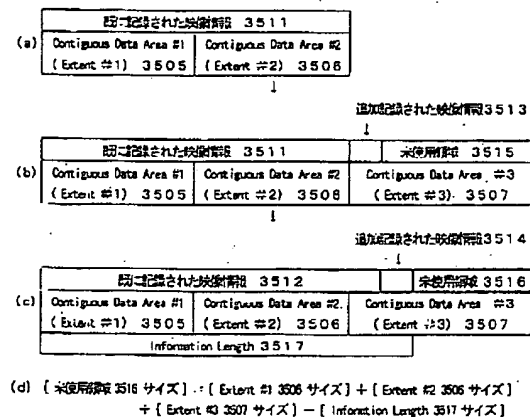 既に記録された映像情報 3511
(a) Contiguous Data Area #1 Contiguous Data Area #2
(Extent #1) 3505 (Extent #2) 3506
↓
追加記録された映像情報3513
↓
既に記録された映像情報 3511 未使用領域 3515
(b) Contiguous Data Area #1 Contiguous Data Area #2 Contiguous Data Area #3
(Extent #1) 3505 (Extent #2) 3506 (Extent #3) 3507
↓
追加記録された映像情報3514
↓
既に記録された映像情報 3512 未使用領域 3516
(c) Contiguous Data Area #1 Contiguous Data Area #2 Contiguous Data Area #3
(Extent #1) 3505 (Extent #2) 3506 (Extent #3) 3507
Information Length 3517
(d) [ 未使用領域 3516 サイズ ] = [ Extent #1 3506 サイズ ] + [ Extent #2 3506 サイズ ]
+ [ Extent #3 3507 サイズ ] − [ Information Length 3517 サイズ ]